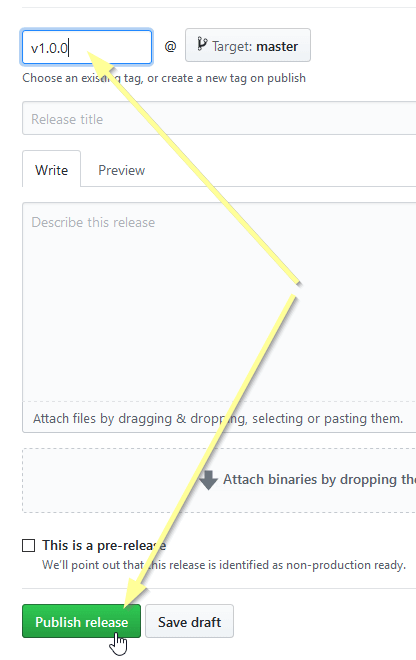 v1.0.0 @ Target: master
Choose an existing tag, or create a new tag on publish
Release title
Write Preview
Describe this release
Attach files by dragging & dropping, selecting or pasting them.
Attach binaries by dropping the
This is a pre-release
We'll point out that this release is identified as non-production ready.
Publish release Save draft